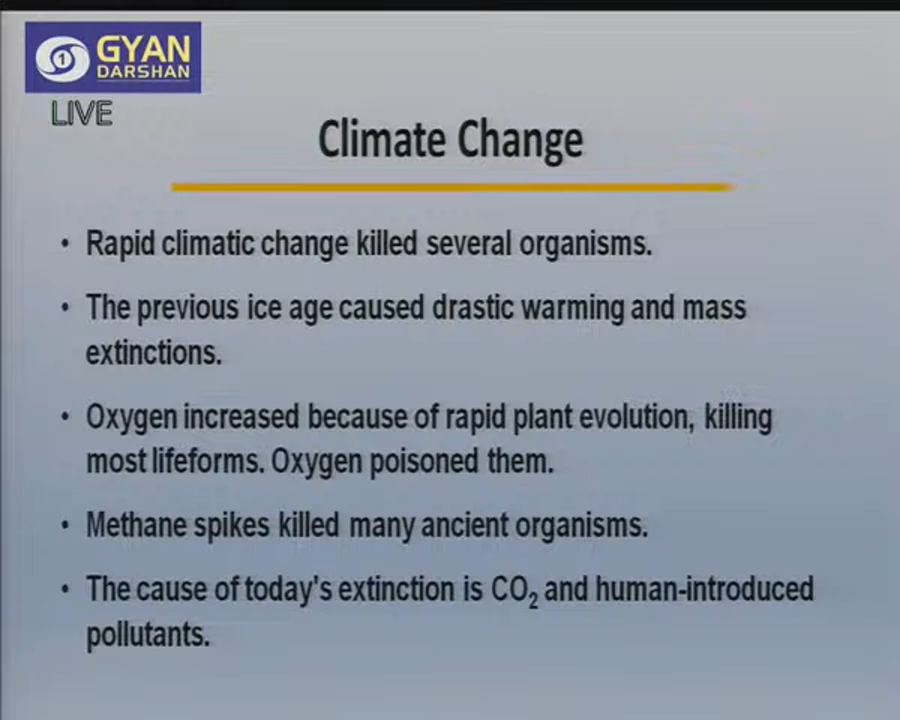 1
GYAN
DARSHAN
LIVE
Climate Change
• Rapid climatic change killed several organisms.
• The previous ice age caused drastic warming and mass
extinctions.
• Oxygen increased because of rapid plant evolution, killing
most lifeforms. Oxygen poisoned them.
• Methane spikes killed many ancient organisms.
• The cause of today's extinction is CO₂ and human-introduced
pollutants.